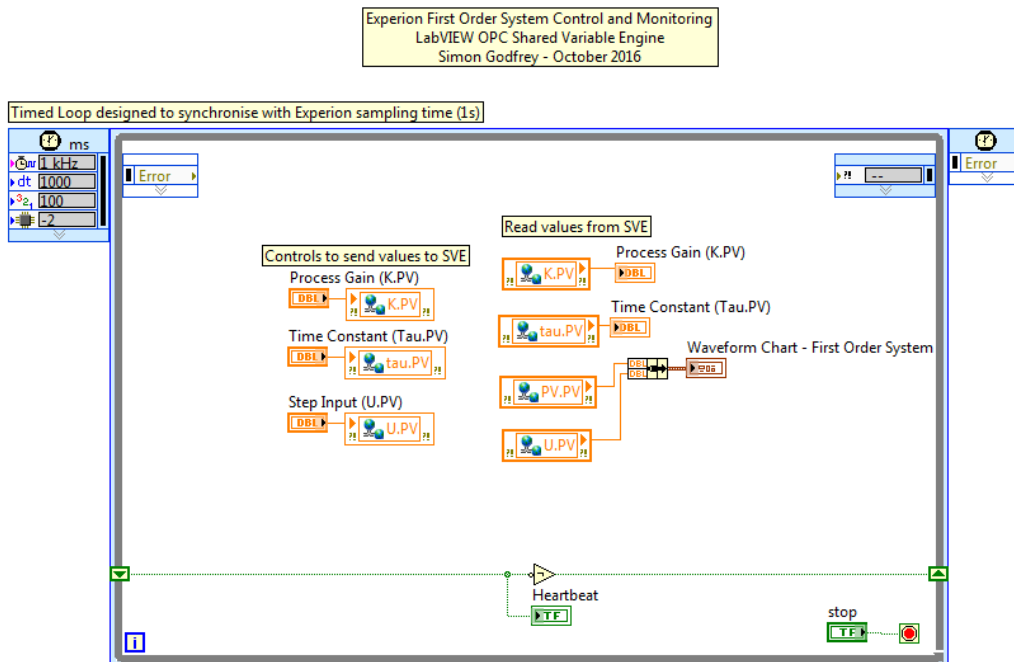 Experion First Order System Control and Monitoring
LabVIEW OPC Shared Variable Engine
Simon Godfrey - October 2016
Timed Loop designed to synchronise with Experion sampling time (1s)
ms
1 kHz
dt 1000
100
-2
Error
?! --
Error
Controls to send values to SVE
Process Gain (K.PV)
DBL
K.PV
Time Constant (Tau.PV)
DBL
tau.PV
Step Input (U.PV)
DBL
U.PV
Read values from SVE
K.PV
Process Gain (K.PV)
DBL
tau.PV
Time Constant (Tau.PV)
DBL
PV.PV
U.PV
DBL
DBL
Waveform Chart - First Order System
Heartbeat
TF
stop
TF
i